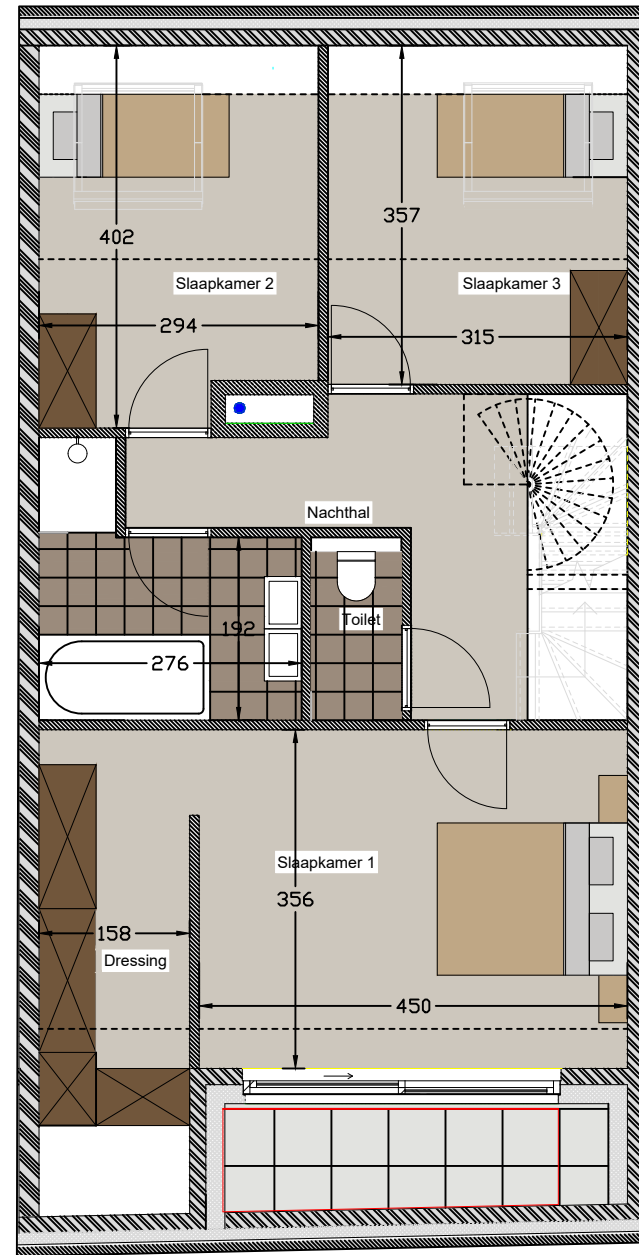 357
402
Slaapkamer 2
Slaapkamer 3
294
315
Nachthal
Toilet
192
276
Slaapkamer 1
356
158
Dressing
450